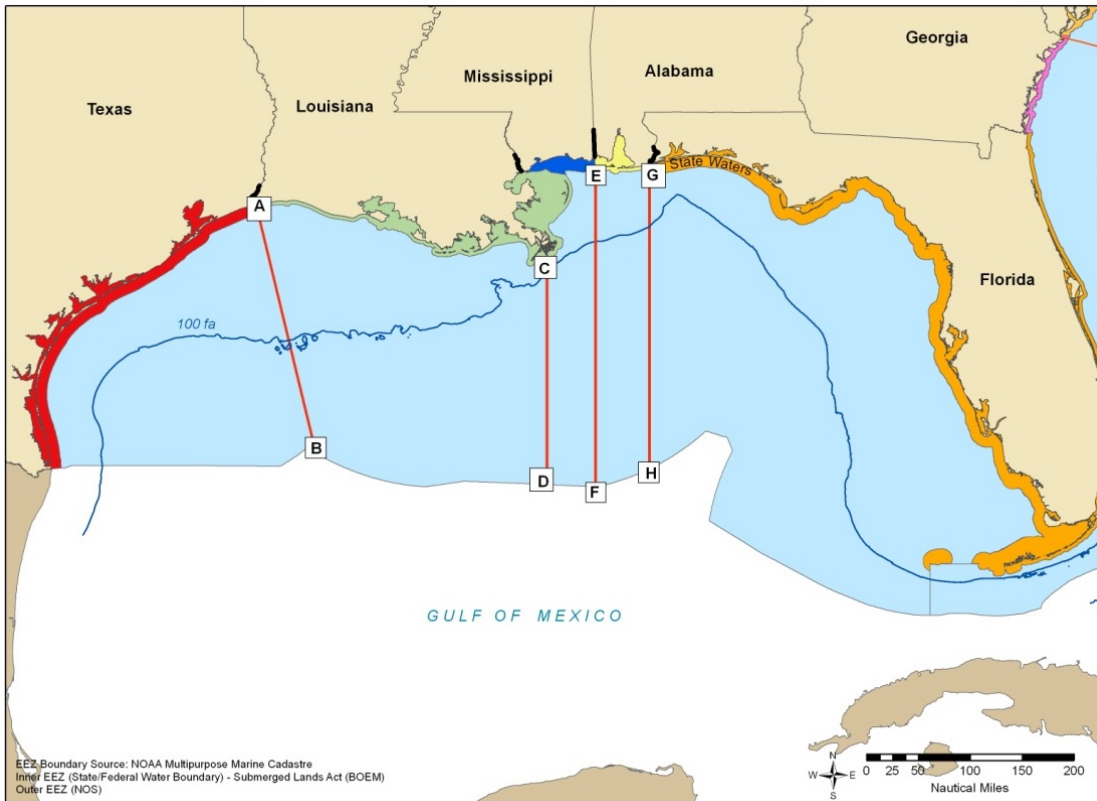 Georgia
Mississippi
Alabama
Texas
Louisiana
State Waters
E
G
A
C
Florida
100 fa
B
D
F
H
GULF OF MEXICO
EEZ Boundary Source: NOAA Multipurpose Marine Cadastre
Inner EEZ (State/Federal Water Boundary) - Submerged Lands Act (BOEM)
Outer EEZ (NOS)
N
W E
S
0 25 50 100 150 200
Nautical Miles